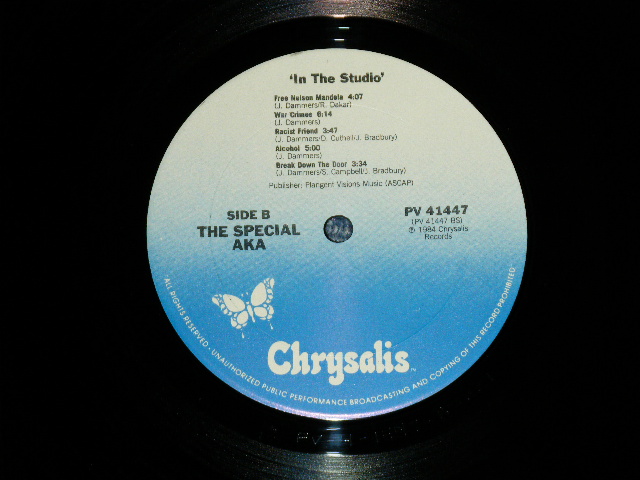 'In The Studio'
Free Nelson Mandela 4:07
(J. Dammers/R. Dakar)
War Crimes 6:14
(J. Dammers)
Racist Friend 3:47
(J. Dammers/D. Cuthell/J. Bradbury)
Alcohol 5:00
(J. Dammers)
Break Down The Door 3:34
(J. Dammers/S. Campbell/J. Bradbury)
Publisher: Plangent Visions Music (ASCAP)
SIDE B
THE SPECIAL
AKA
PV 41447
(PV 41447 BS)
℗ 1984 Chrysalis
Records
Chrysalis™
ALL RIGHTS RESERVED · UNAUTHORIZED PUBLIC PERFORMANCE BROADCASTING AND COPYING OF THIS RECORD PROHIBITED